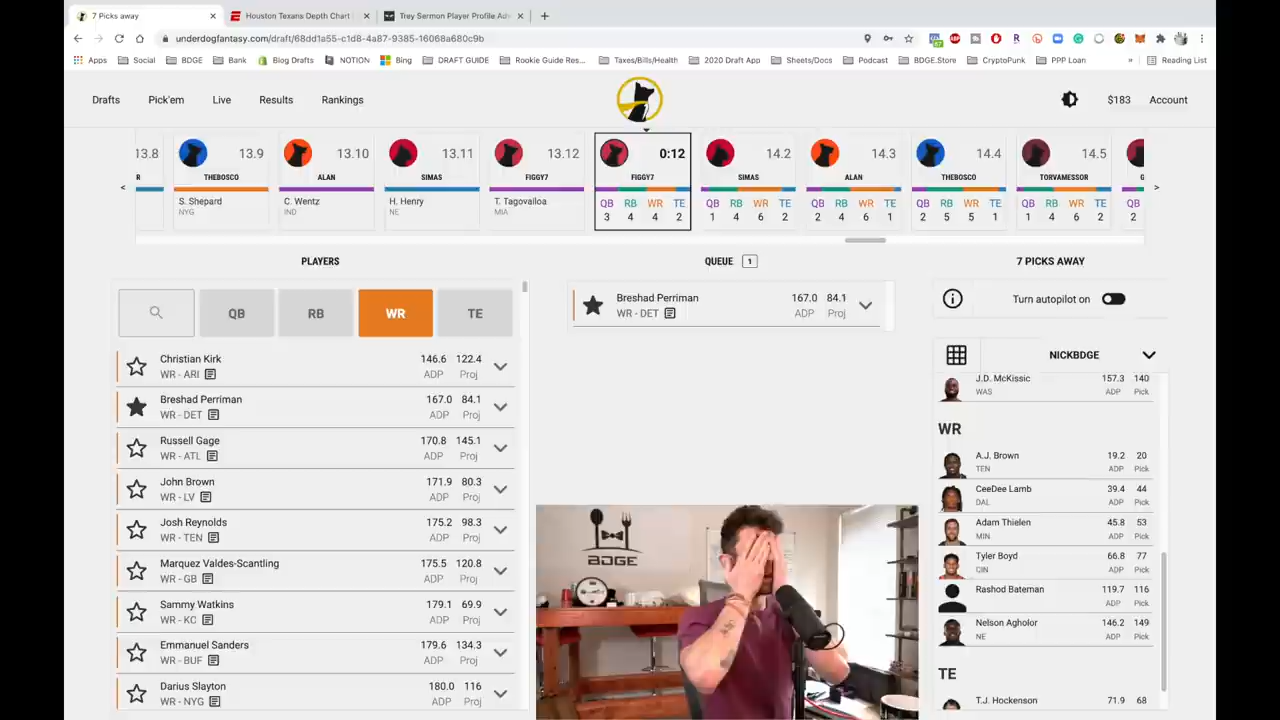 7 Picks away
Houston Texans Depth Chart
Trey Sermon Player Profile Adv
underdogfantasy.com/draft/68dd1a55-c1d8-4a87-9385-16068a680c9b
Apps Social BDGE Bank Blog Drafts NOTION Bing DRAFT GUIDE Rookie Guide Res... Taxes/Bills/Health 2020 Draft App Sheets/Docs Podcast BDGE.Store CryptoPunk PPP Loan » Reading List
Drafts Pick'em Live Results Rankings $183 Account
13.8 13.9 13.10 13.11 13.12 0:12 14.2 14.3 14.4 14.5
R THEBOSCO ALAN SIMAS FIGGY7 FIGGY7 SIMAS ALAN THEBOSCO TORVAMESSOR G
S. Shepard C. Wentz H. Henry T. Tagovailoa QB RB WR TE QB RB WR TE QB RB WR TE QB RB WR TE QB RB WR TE QB
NYG IND NE MIA 3 4 4 2 1 4 6 2 2 4 6 1 2 5 5 1 1 4 6 2 2
PLAYERS QUEUE 1 7 PICKS AWAY
QB RB WR TE
Breshad Perriman 167.0 84.1
WR - DET ADP Proj
Turn autopilot on
NICKBDGE
Christian Kirk 146.6 122.4
WR - ARI ADP Proj
Breshad Perriman 167.0 84.1
WR - DET ADP Proj
Russell Gage 170.8 145.1
WR - ATL ADP Proj
John Brown 171.9 80.3
WR - LV ADP Proj
Josh Reynolds 175.2 98.3
WR - TEN ADP Proj
Marquez Valdes-Scantling 175.5 120.8
WR - GB ADP Proj
Sammy Watkins 179.1 69.9
WR - KC ADP Proj
Emmanuel Sanders 179.6 134.3
WR - BUF ADP Proj
Darius Slayton 180.0 116
WR - NYG ADP Proj
BDGE
J.D. McKissic 157.3 140
WAS ADP Pick
WR
A.J. Brown 19.2 20
TEN ADP Pick
CeeDee Lamb 39.4 44
DAL ADP Pick
Adam Thielen 45.8 53
MIN ADP Pick
Tyler Boyd 66.8 77
CIN ADP Pick
Rashod Bateman 119.7 116
ADP Pick
Nelson Agholor 146.2 149
NE ADP Pick
TE
T.J. Hockenson 71.9 68
ADP Pick